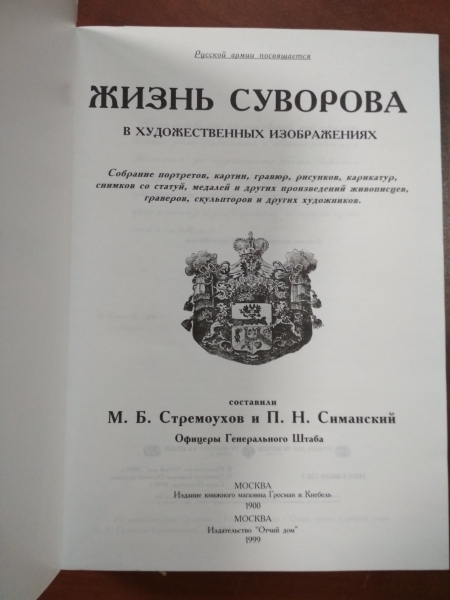 Русской армии посвящается
ЖИЗНЬ СУВОРОВА
В ХУДОЖЕСТВЕННЫХ ИЗОБРАЖЕНИЯХ
Собрание портретов, картин, гравюр, рисунков, карикатур,
снимков со статуй, медалей и других произведений живописцев,
граверов, скульпторов и других художников.
составили
М. Б. Стремоухов и П. Н. Симанский
Офицеры Генерального Штаба
МОСКВА
Издание книжного магазина Гросман и Кнебель
1900
МОСКВА
Издательство "Отчий дом"
1999